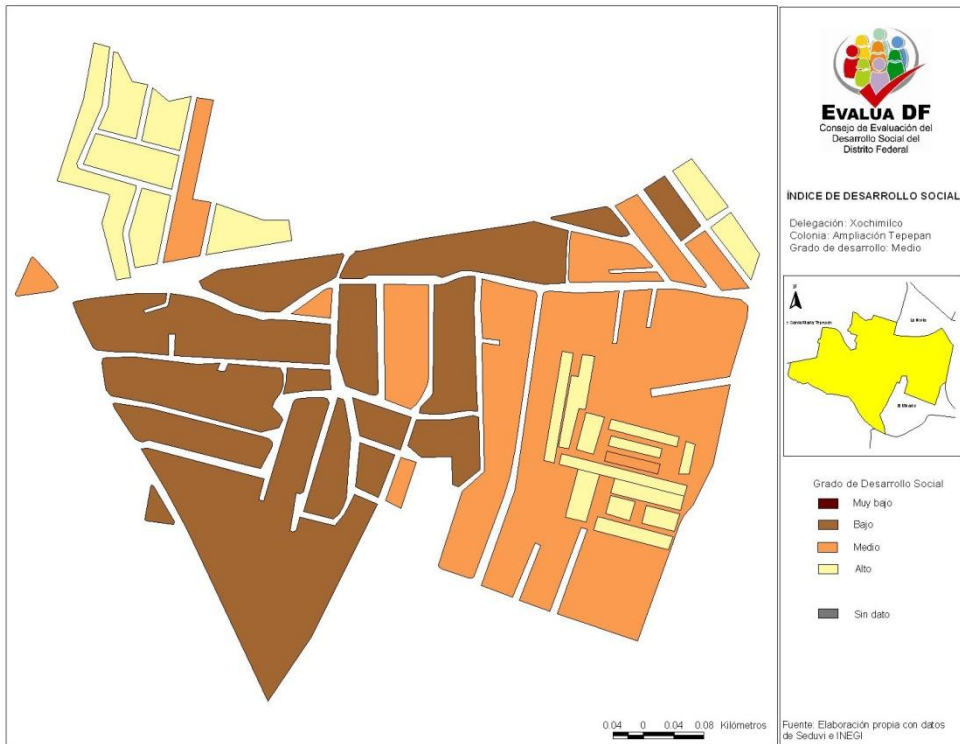 EVALUA DF
Consejo de Evaluación del
Desarrollo Social del
Distrito Federal
ÍNDICE DE DESARROLLO SOCIAL
Delegación: Xochimilco
Colonia: Ampliación Tepepan
Grado de desarrollo: Medio
Grado de Desarrollo Social
Muy bajo
Bajo
Medio
Alto
Sin dato
0.04 0 0.04 0.08 Kilómetros
Fuente: Elaboración propia con datos
de Seduvi e INEGI